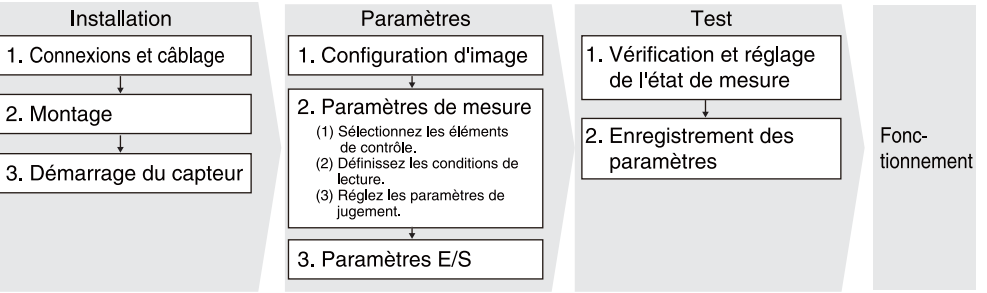 Installation
1. Connexions et câblage
2. Montage
3. Démarrage du capteur
Paramètres
1. Configuration d'image
2. Paramètres de mesure
(1) Sélectionnez les éléments
de contrôle.
(2) Définissez les conditions de
lecture.
(3) Réglez les paramètres de
jugement.
3. Paramètres E/S
Test
1. Vérification et réglage
de l'état de mesure
2. Enregistrement des
paramètres
Fonc-
tionnement